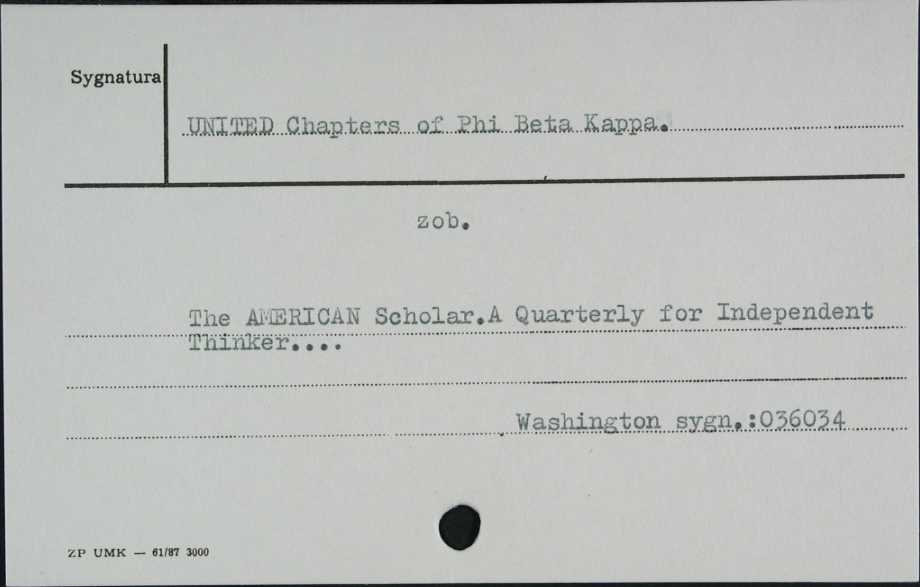 Sygnatura
UNITED Chapters of Phi Beta Kappa.
zob.
The AMERICAN Scholar.A Quarterly for Independent
Thinker....
Washington sygn.:036034
ZP UMK — 61/87 3000